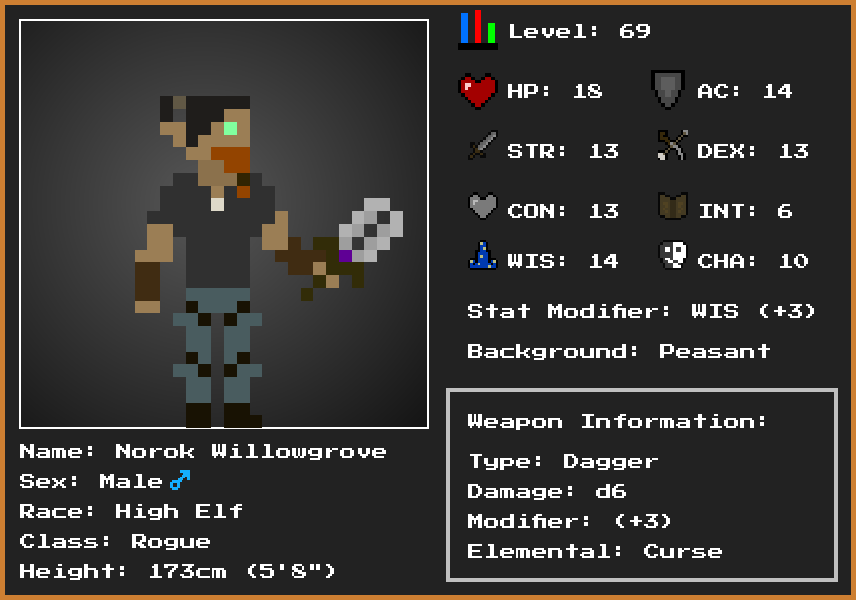 Level: 69
HP: 18 AC: 14
STR: 13 DEX: 13
CON: 13 INT: 6
WIS: 14 CHA: 10
Stat Modifier: WIS (+3)
Background: Peasant
Weapon Information:
Type: Dagger
Damage: d6
Modifier: (+3)
Elemental: Curse
Name: Norok Willowgrove
Sex: Male ♂
Race: High Elf
Class: Rogue
Height: 173cm (5'8")